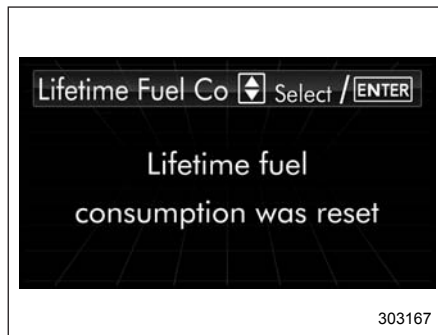 Lifetime Fuel Co Select / ENTER
Lifetime fuel
consumption was reset
303167